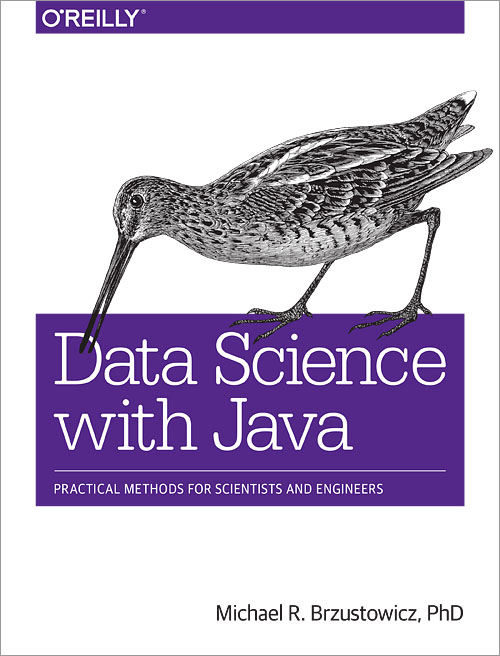 O'REILLY®
Data Science
with Java
PRACTICAL METHODS FOR SCIENTISTS AND ENGINEERS
Michael R. Brzustowicz, PhD